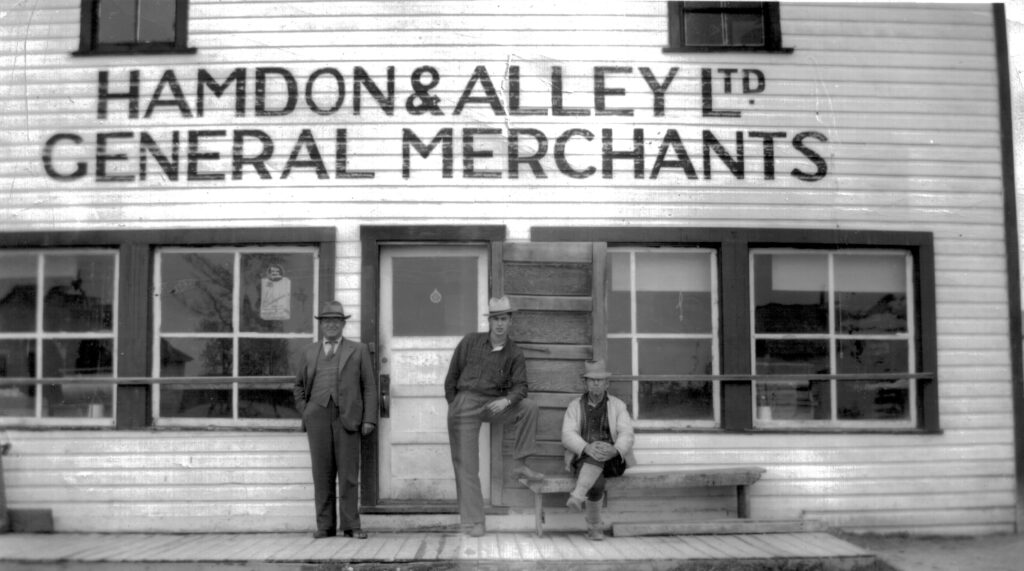 HAMDON & ALLEY LTD.
GENERAL MERCHANTS